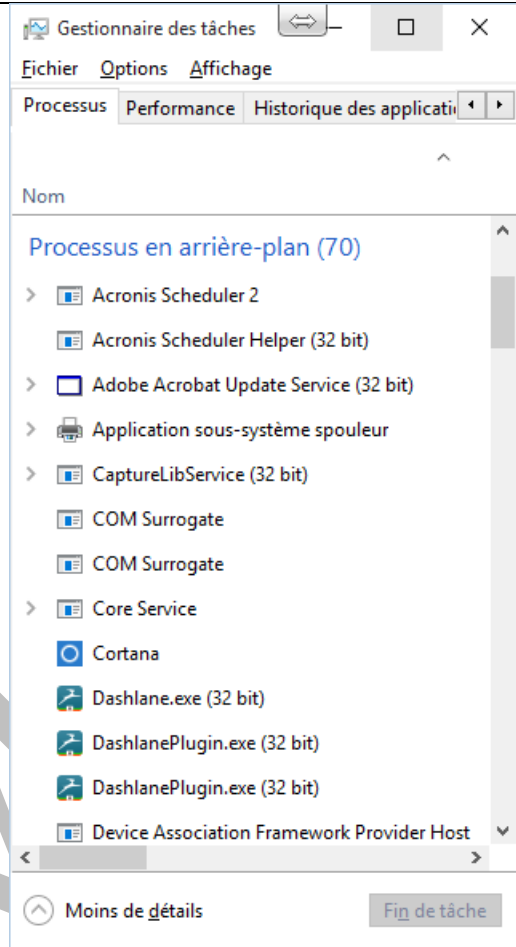 Gestionnaire des tâches
Fichier Options Affichage
Processus Performance Historique des applicati
Nom
Processus en arrière-plan (70)
Acronis Scheduler 2
Acronis Scheduler Helper (32 bit)
Adobe Acrobat Update Service (32 bit)
Application sous-système spouleur
CaptureLibService (32 bit)
COM Surrogate
COM Surrogate
Core Service
Cortana
Dashlane.exe (32 bit)
DashlanePlugin.exe (32 bit)
DashlanePlugin.exe (32 bit)
Device Association Framework Provider Host
Moins de détails Fin de tâche